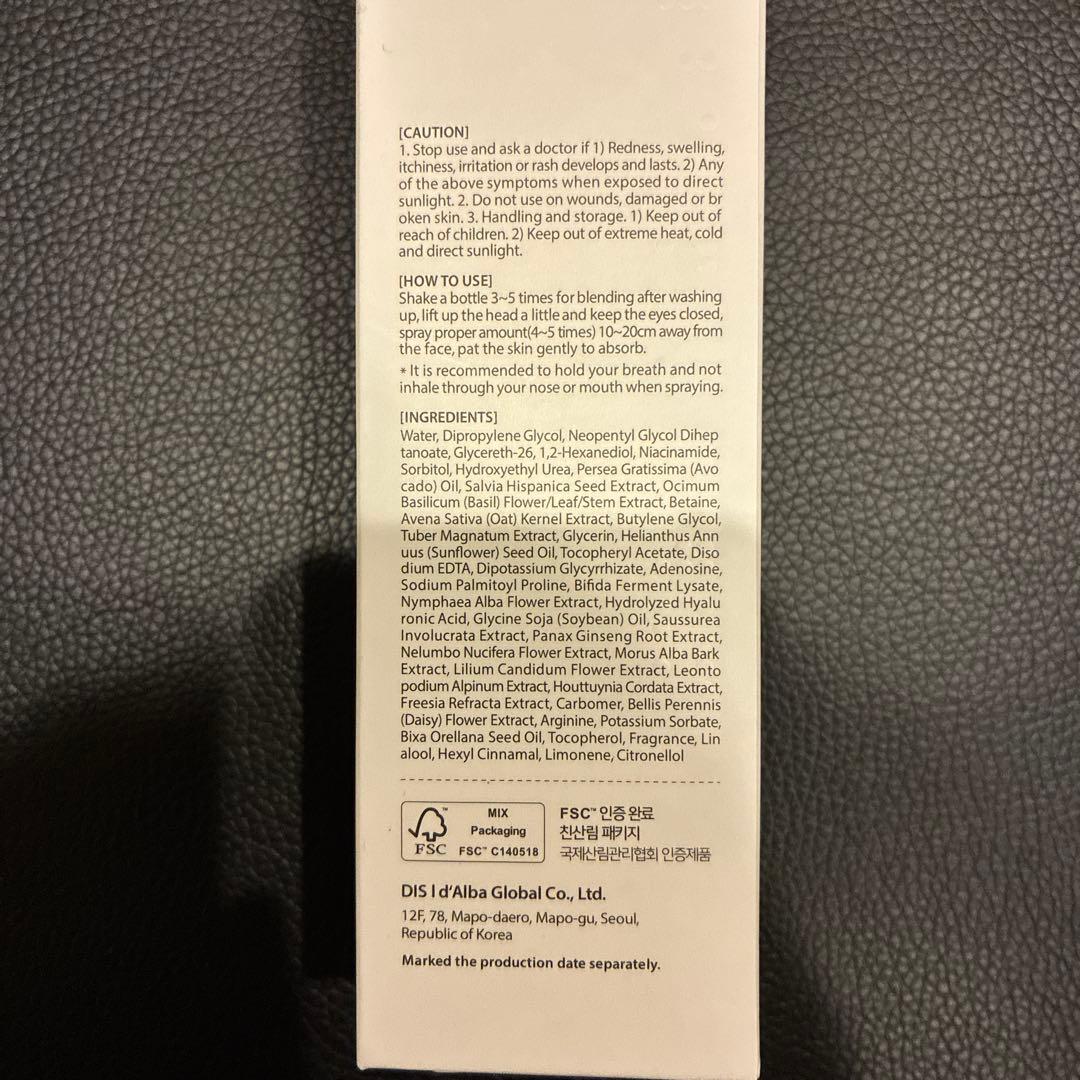 [CAUTION]
1. Stop use and ask a doctor if 1) Redness, swelling,
itchiness, irritation or rash develops and lasts. 2) Any
of the above symptoms when exposed to direct
sunlight. 2. Do not use on wounds, damaged or br
oken skin. 3. Handling and storage. 1) Keep out of
reach of children. 2) Keep out of extreme heat, cold
and direct sunlight.
[HOW TO USE]
Shake a bottle 3~5 times for blending after washing
up, lift up the head a little and keep the eyes closed,
spray proper amount(4~5 times) 10~20cm away from
the face, pat the skin gently to absorb.
* It is recommended to hold your breath and not
inhale through your nose or mouth when spraying.
[INGREDIENTS]
Water, Dipropylene Glycol, Neopentyl Glycol Dihep
tanoate, Glycereth-26, 1,2-Hexanediol, Niacinamide,
Sorbitol, Hydroxyethyl Urea, Persea Gratissima (Avo
cado) Oil, Salvia Hispanica Seed Extract, Ocimum
Basilicum (Basil) Flower/Leaf/Stem Extract, Betaine,
Avena Sativa (Oat) Kernel Extract, Butylene Glycol,
Tuber Magnatum Extract, Glycerin, Helianthus Ann
uus (Sunflower) Seed Oil, Tocopheryl Acetate, Diso
dium EDTA, Dipotassium Glycyrrhizate, Adenosine,
Sodium Palmitoyl Proline, Bifida Ferment Lysate,
Nymphaea Alba Flower Extract, Hydrolyzed Hyalu
ronic Acid, Glycine Soja (Soybean) Oil, Saussurea
Involucrata Extract, Panax Ginseng Root Extract,
Nelumbo Nucifera Flower Extract, Morus Alba Bark
Extract, Lilium Candidum Flower Extract, Leonto
podium Alpinum Extract, Houttuynia Cordata Extract,
Freesia Refracta Extract, Carbomer, Bellis Perennis
(Daisy) Flower Extract, Arginine, Potassium Sorbate,
Bixa Orellana Seed Oil, Tocopherol, Fragrance, Lin
alool, Hexyl Cinnamal, Limonene, Citronellol
FSC™
MIX
Packaging
FSC™ C140518
FSC™ 인증 완료
친산림 패키지
국제산림관리협회 인증제품
DIS l d'Alba Global Co., Ltd.
12F, 78, Mapo-daero, Mapo-gu, Seoul,
Republic of Korea
Marked the production date separately.